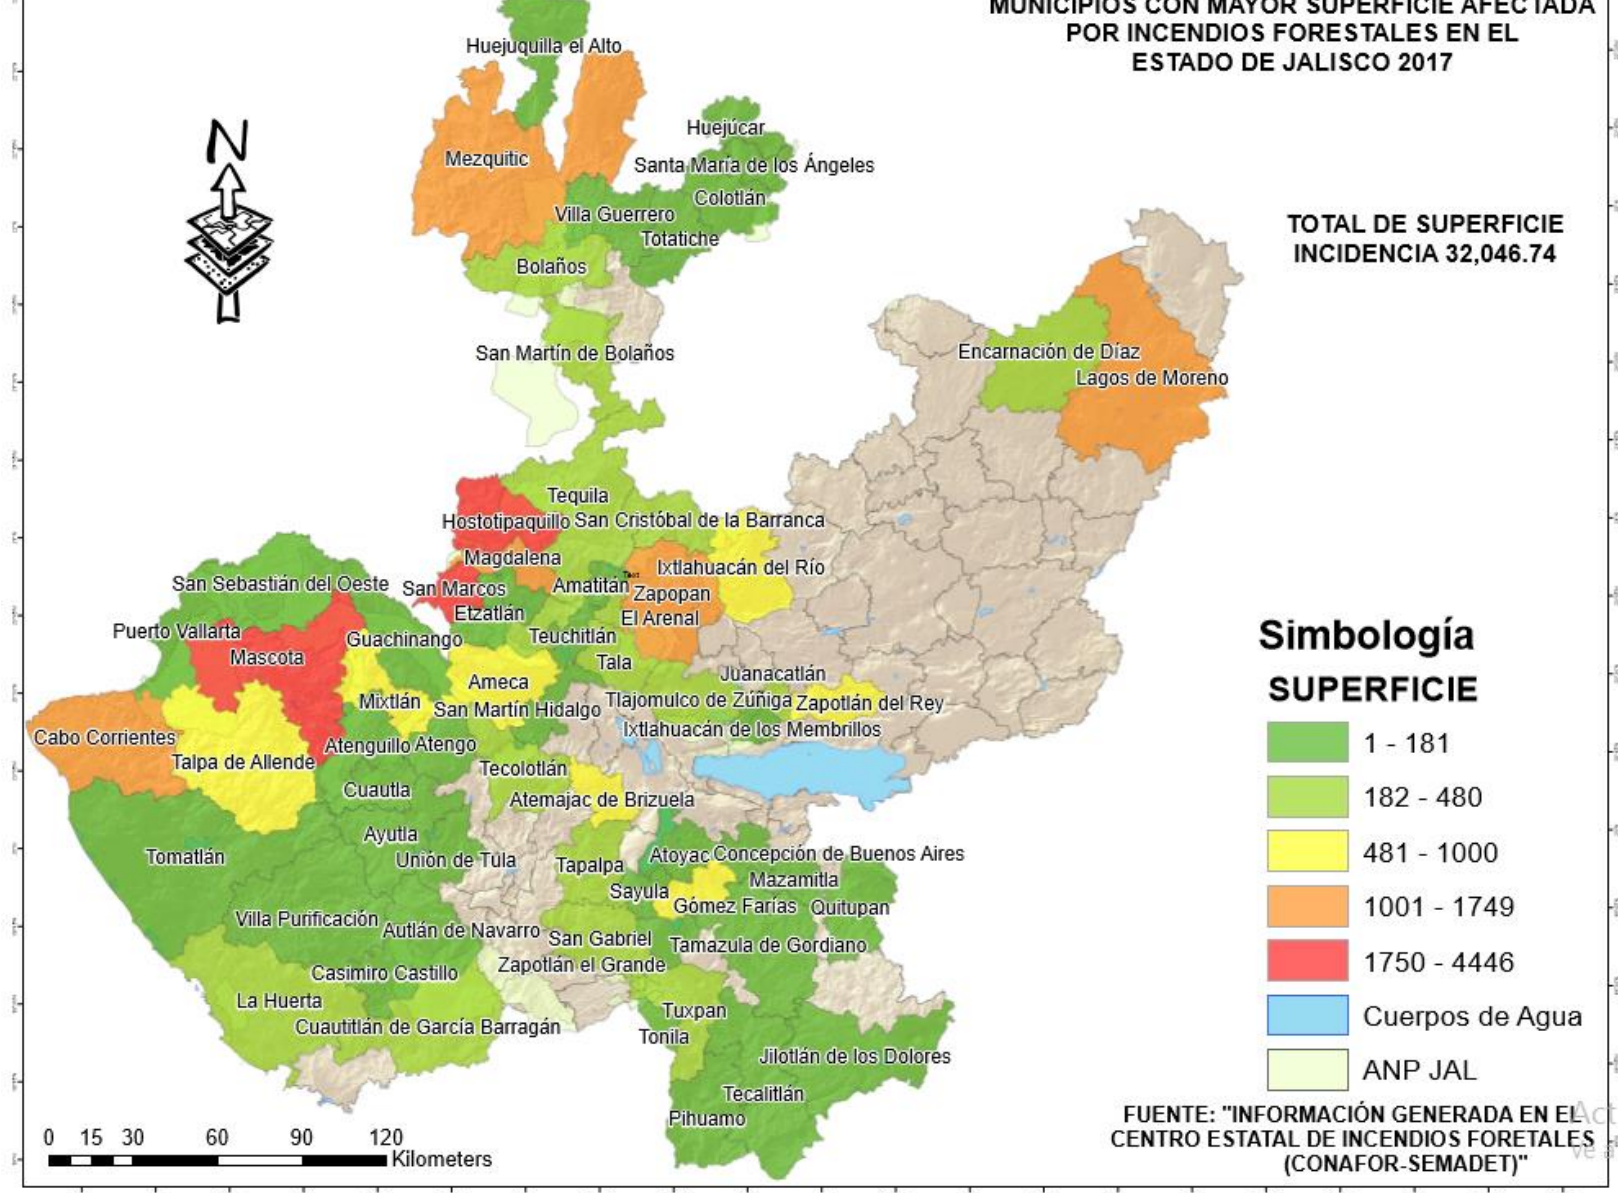 MUNICIPIOS CON MAYOR SUPERFICIE AFECTADA
POR INCENDIOS FORESTALES EN EL
ESTADO DE JALISCO 2017
Huejuquilla el Alto
N
Huejúcar
Mezquitic
Santa María de los Ángeles
Colotlán
Villa Guerrero
Totatiche
TOTAL DE SUPERFICIE
INCIDENCIA 32,046.74
Bolaños
San Martín de Bolaños
Encarnación de Díaz
Lagos de Moreno
Tequila
Hostotipaquillo
San Cristóbal de la Barranca
Magdalena
Ixtlahuacán del Río
San Sebastián del Oeste
San Marcos
Amatitán
Zapopan
Etzatlán
El Arenal
Puerto Vallarta
Guachinango
Teuchitlán
Mascota
Tala
Juanacatlán
Ameca
Mixtlán
San Martín Hidalgo
Tlajomulco de Zúñiga
Zapotlán del Rey
Ixtlahuacán de los Membrillos
Cabo Corrientes
Atenguillo
Atengo
Talpa de Allende
Tecolotlán
Cuautla
Atemajac de Brizuela
Ayutla
Tomatlán
Unión de Tula
Tapalpa
Atoyac
Concepción de Buenos Aires
Mazamitla
Sayula
Gómez Farías
Quitupan
Villa Purificación
Autlán de Navarro
San Gabriel
Tamazula de Gordiano
Zapotlán el Grande
Casimiro Castillo
La Huerta
Tuxpan
Cuautitlán de García Barragán
Tonila
Jilotlán de los Dolores
Tecalitlán
Pihuamo
Simbología
SUPERFICIE
1 - 181
182 - 480
481 - 1000
1001 - 1749
1750 - 4446
Cuerpos de Agua
ANP JAL
FUENTE: "INFORMACIÓN GENERADA EN EL
CENTRO ESTATAL DE INCENDIOS FORETALES
(CONAFOR-SEMADET)"
0 15 30 60 90 120
Kilometers